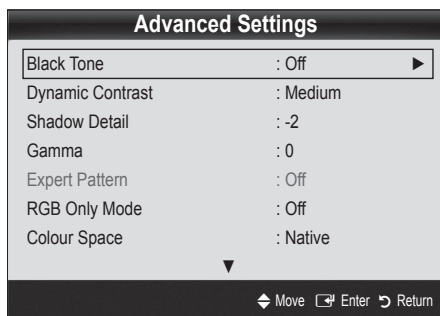 Advanced Settings
Black Tone : Off ►
Dynamic Contrast : Medium
Shadow Detail : -2
Gamma : 0
Expert Pattern : Off
RGB Only Mode : Off
Colour Space : Native
▼
Move Enter Return